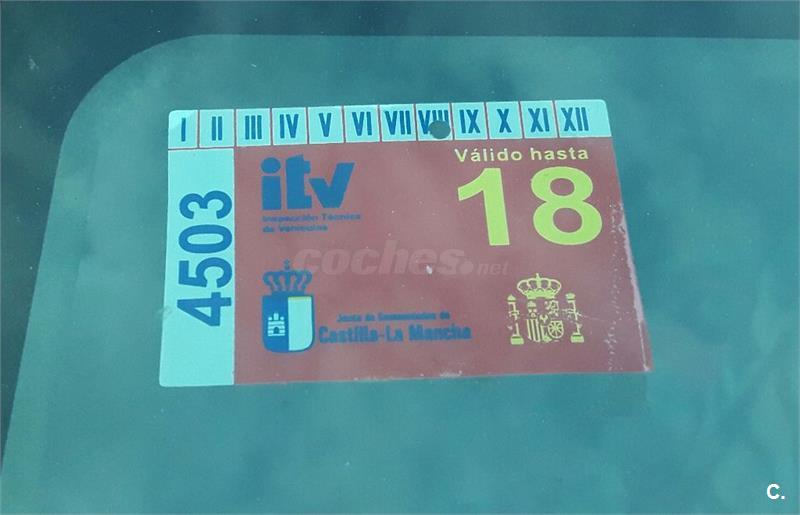 I II III IV V VI VII VIII IX X XI XII
4503
itv
Inspección Técnica
de Vehículos
Válido hasta
18
coches.net
Junta de Comunidades de
Castilla-La Mancha
C.